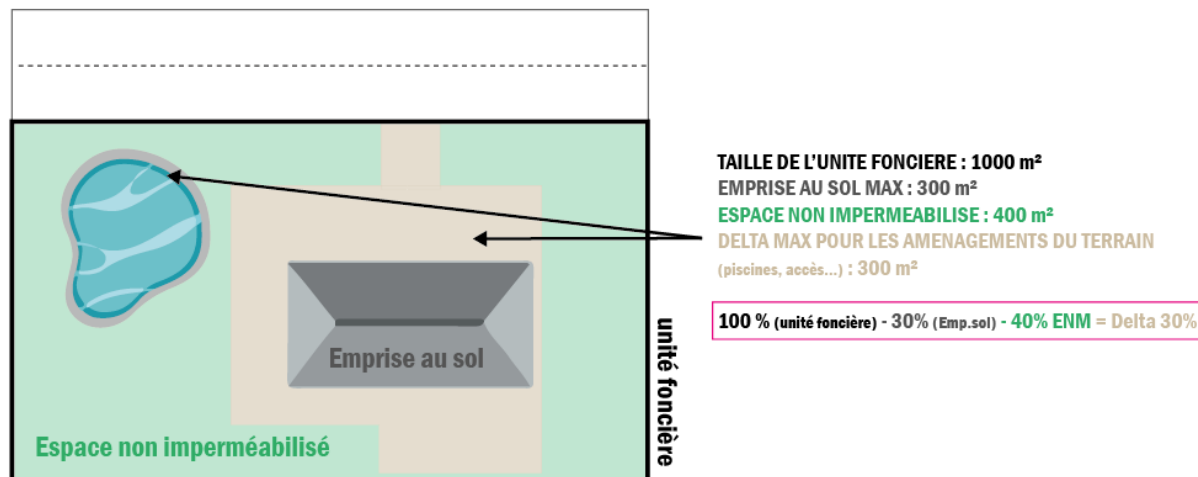 TAILLE DE L'UNITE FONCIERE : 1000 m²
EMPRISE AU SOL MAX : 300 m²
ESPACE NON IMPERMEABILISE : 400 m²
DELTA MAX POUR LES AMENAGEMENTS DU TERRAIN
(piscines, accès...) : 300 m²
100 % (unité foncière) - 30% (Emp.sol) - 40% ENM = Delta 30%
unité foncière
Emprise au sol
Espace non imperméabilisé